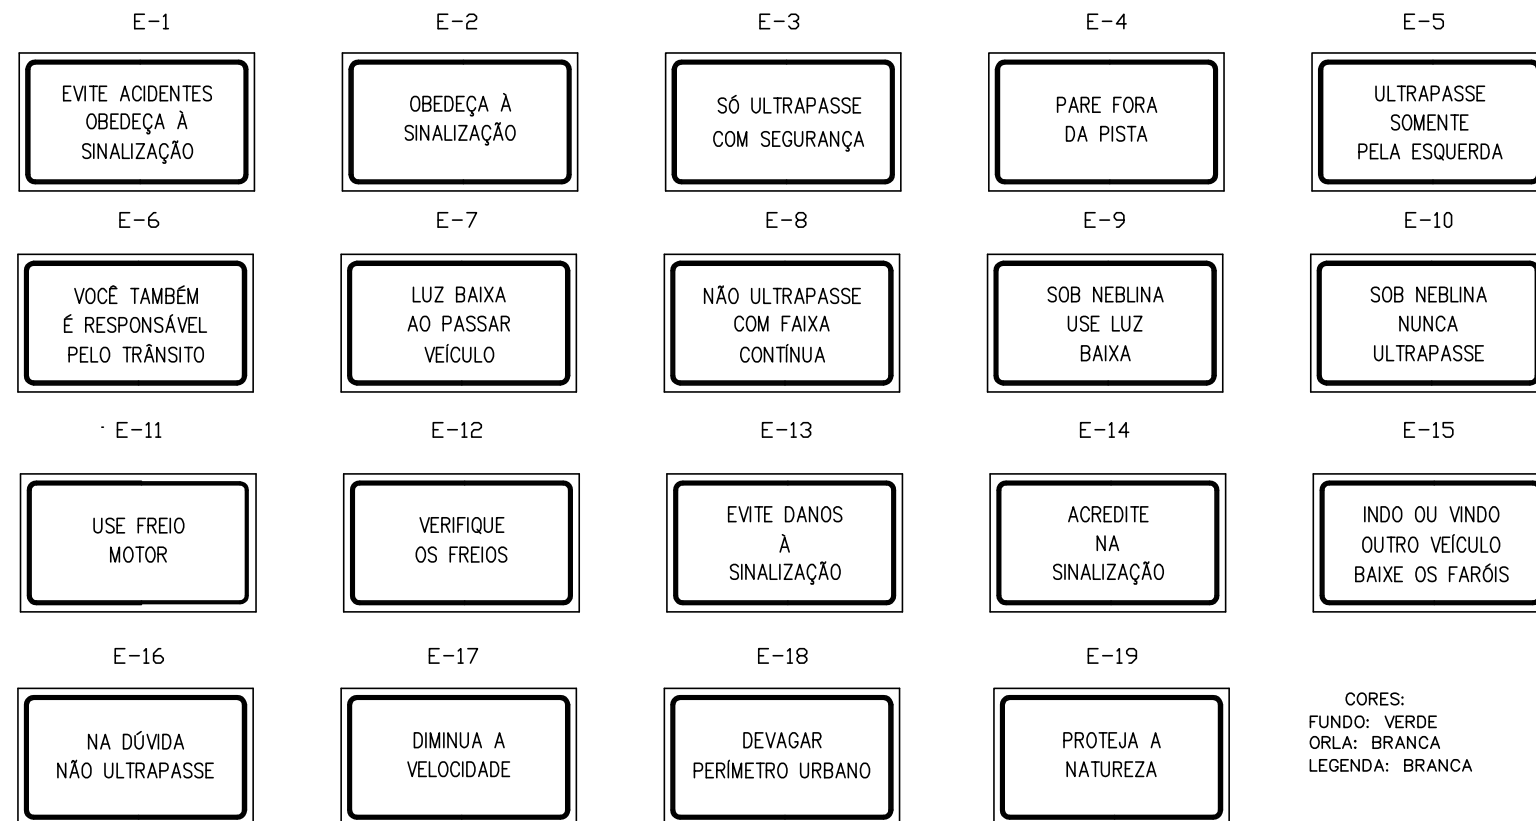 E-1
EVITE ACIDENTES
OBEDEÇA À
SINALIZAÇÃO
E-2
OBEDEÇA À
SINALIZAÇÃO
E-3
SÓ ULTRAPASSE
COM SEGURANÇA
E-4
PARE FORA
DA PISTA
E-5
ULTRAPASSE
SOMENTE
PELA ESQUERDA
E-6
VOCÊ TAMBÉM
É RESPONSÁVEL
PELO TRÂNSITO
E-7
LUZ BAIXA
AO PASSAR
VEÍCULO
E-8
NÃO ULTRAPASSE
COM FAIXA
CONTÍNUA
E-9
SOB NEBLINA
USE LUZ
BAIXA
E-10
SOB NEBLINA
NUNCA
ULTRAPASSE
E-11
USE FREIO
MOTOR
E-12
VERIFIQUE
OS FREIOS
E-13
EVITE DANOS
À
SINALIZAÇÃO
E-14
ACREDITE
NA
SINALIZAÇÃO
E-15
INDO OU VINDO
OUTRO VEÍCULO
BAIXE OS FARÓIS
E-16
NA DÚVIDA
NÃO ULTRAPASSE
E-17
DIMINUA A
VELOCIDADE
E-18
DEVAGAR
PERÍMETRO URBANO
E-19
PROTEJA A
NATUREZA
CORES:
FUNDO: VERDE
ORLA: BRANCA
LEGENDA: BRANCA